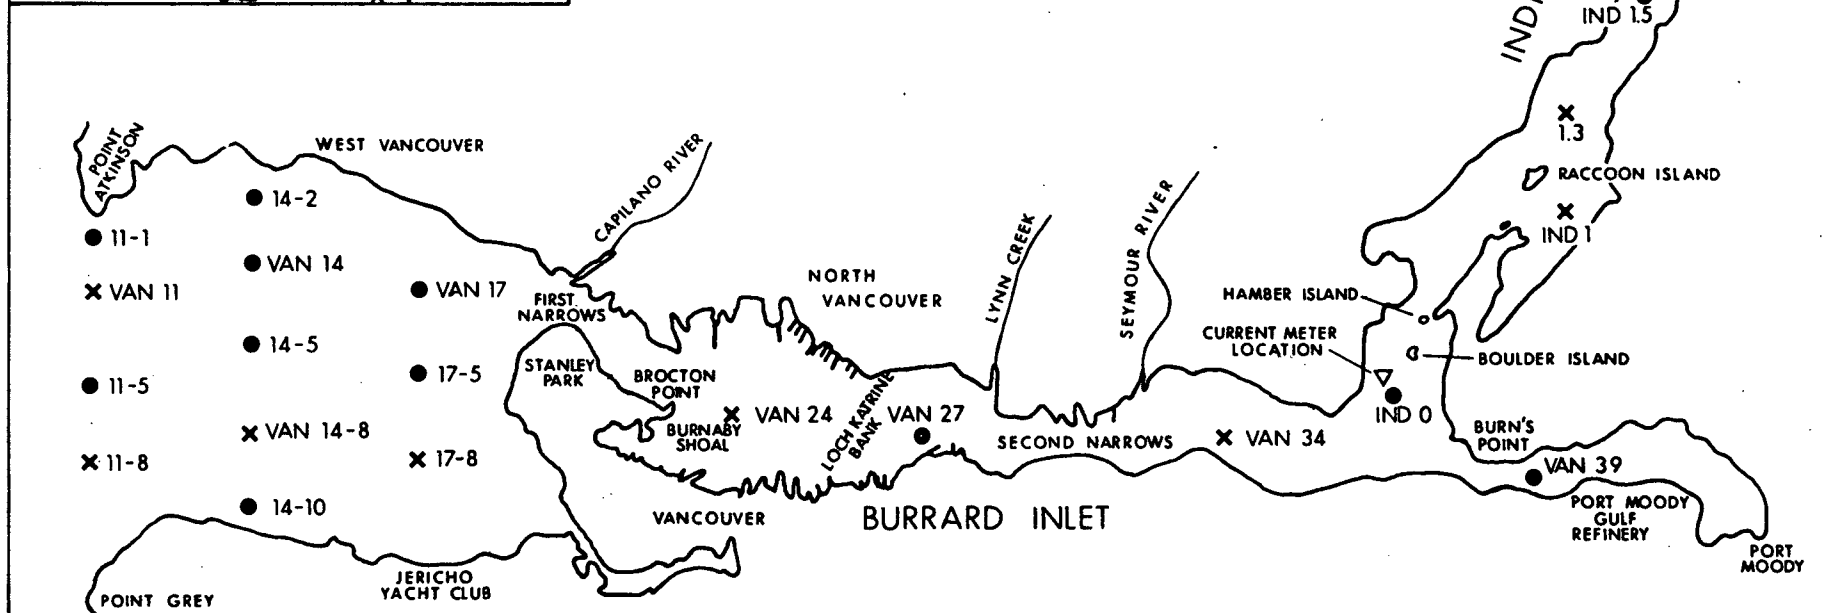 INDI
IND 1.5
1.3
RACCOON ISLAND
IND 1
POINT
ATKINSON
WEST VANCOUVER
CAPILANO RIVER
14-2
11-1
VAN 14
VAN 11
VAN 17
FIRST
NARROWS
NORTH
VANCOUVER
LYNN CREEK
SEYMOUR RIVER
HAMBER ISLAND
CURRENT METER
LOCATION
BOULDER ISLAND
14-5
STANLEY
PARK
BROCTON
POINT
11-5
17-5
VAN 24
LOCH KATRINE
BANK
VAN 27
IND 0
BURNABY
SHOAL
VAN 14-8
SECOND NARROWS
VAN 34
BURN'S
POINT
11-8
17-8
VAN 39
14-10
VANCOUVER
BURRARD INLET
PORT MOODY
GULF
REFINERY
PORT
MOODY
JERICHO
YACHT CLUB
POINT GREY